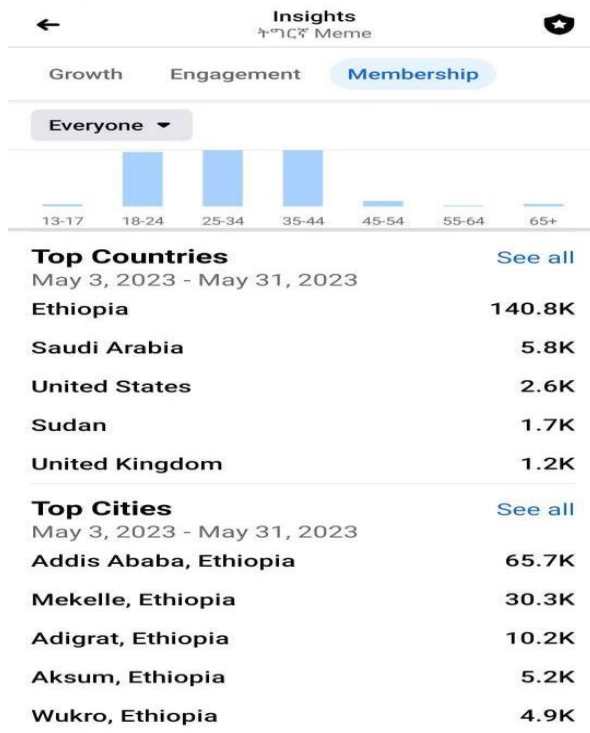 Insights
ትግርኛ Meme
Growth Engagement Membership
Everyone
13-17 18-24 25-34 35-44 45-54 55-64 65+
Top Countries See all
May 3, 2023 - May 31, 2023
Ethiopia 140.8K
Saudi Arabia 5.8K
United States 2.6K
Sudan 1.7K
United Kingdom 1.2K
Top Cities See all
May 3, 2023 - May 31, 2023
Addis Ababa, Ethiopia 65.7K
Mekelle, Ethiopia 30.3K
Adigrat, Ethiopia 10.2K
Aksum, Ethiopia 5.2K
Wukro, Ethiopia 4.9K